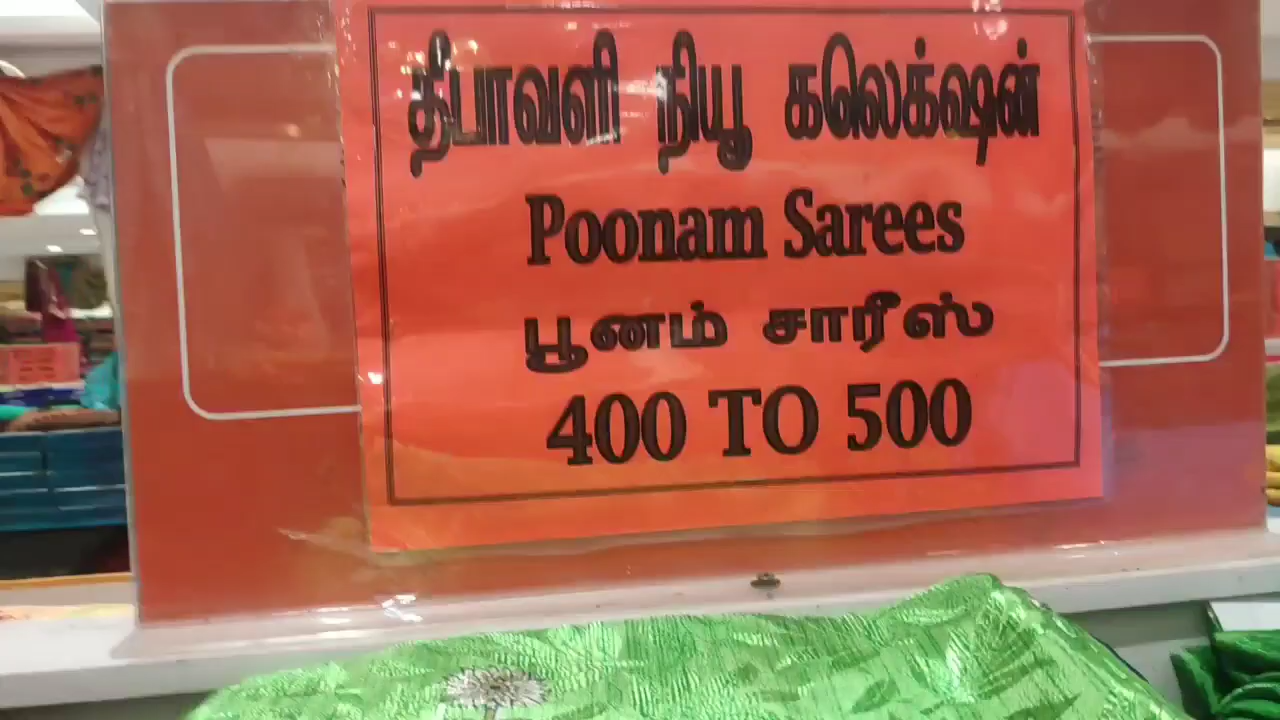 தீபாவளி நியூ கலெக்ஷன்
Poonam Sarees
பூனம் சாரீஸ்
400 TO 500